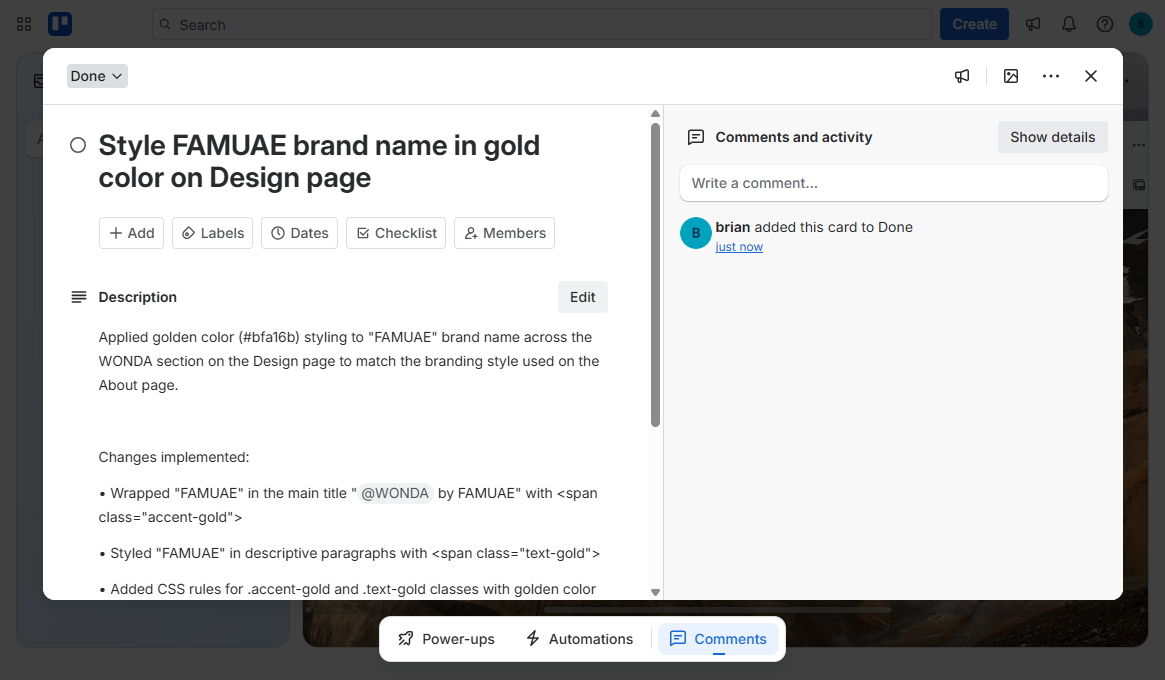 Search
Create
B
Done
Style FAMUAE brand name in gold
color on Design page
Add
Labels
Dates
Checklist
Members
Description
Edit
Applied golden color (#bfa16b) styling to "FAMUAE" brand name across the
WONDA section on the Design page to match the branding style used on the
About page.
Changes implemented:
• Wrapped "FAMUAE" in the main title "@WONDA by FAMUAE" with <span
class="accent-gold">
• Styled "FAMUAE" in descriptive paragraphs with <span class="text-gold">
• Added CSS rules for .accent-gold and .text-gold classes with golden color
Comments and activity
Show details
Write a comment…
B
brian added this card to Done
just now
Power-ups
Automations
Comments